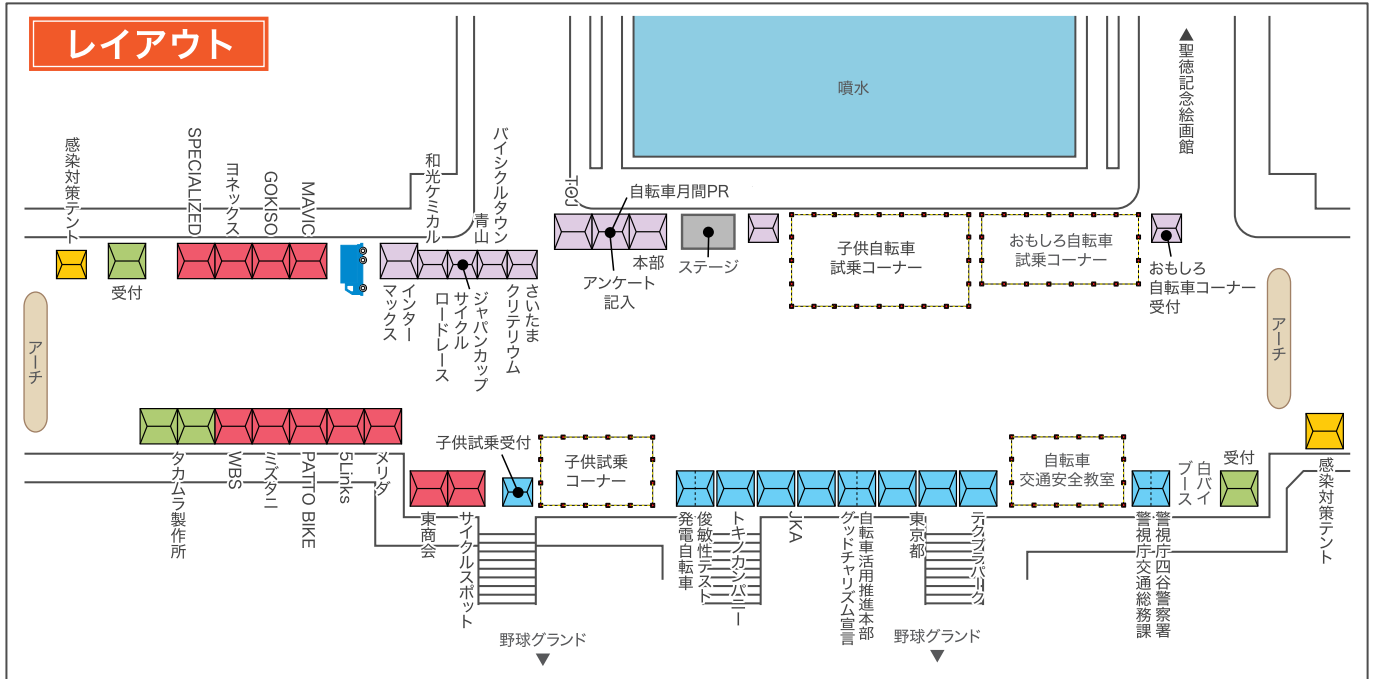 レイアウト
噴水
▲聖徳記念絵画館
感染対策テント
受付
SPECIALIZED
ヨネックス
GOKISO
MAVIC
和光ケミカル
バイシクルタウン
青山
インター
マックス
ジャパンカップ
サイクル
ロードレース
さいたま
クリテリウム
TOJ
自転車月間PR
本部
アンケート
記入
ステージ
子供自転車
試乗コーナー
おもしろ自転車
試乗コーナー
おもしろ
自転車コーナー
受付
アーチ
アーチ
タカムラ製作所
WBS
ミズタニ
PATTO BIKE
5Links
メリダ
東商会
サイクルスポット
子供試乗受付
子供試乗
コーナー
俊敏性テスト
発電自転車
トキノカンパニー
JKA
自転車活用推進本部
グッドチャリズム宣言
東京都
テクプラパーク
自転車
交通安全教室
警視庁四谷警察署
警視庁交通総務課
白バイ
ブース
受付
感染対策テント
野球グランド
▼
野球グランド
▼